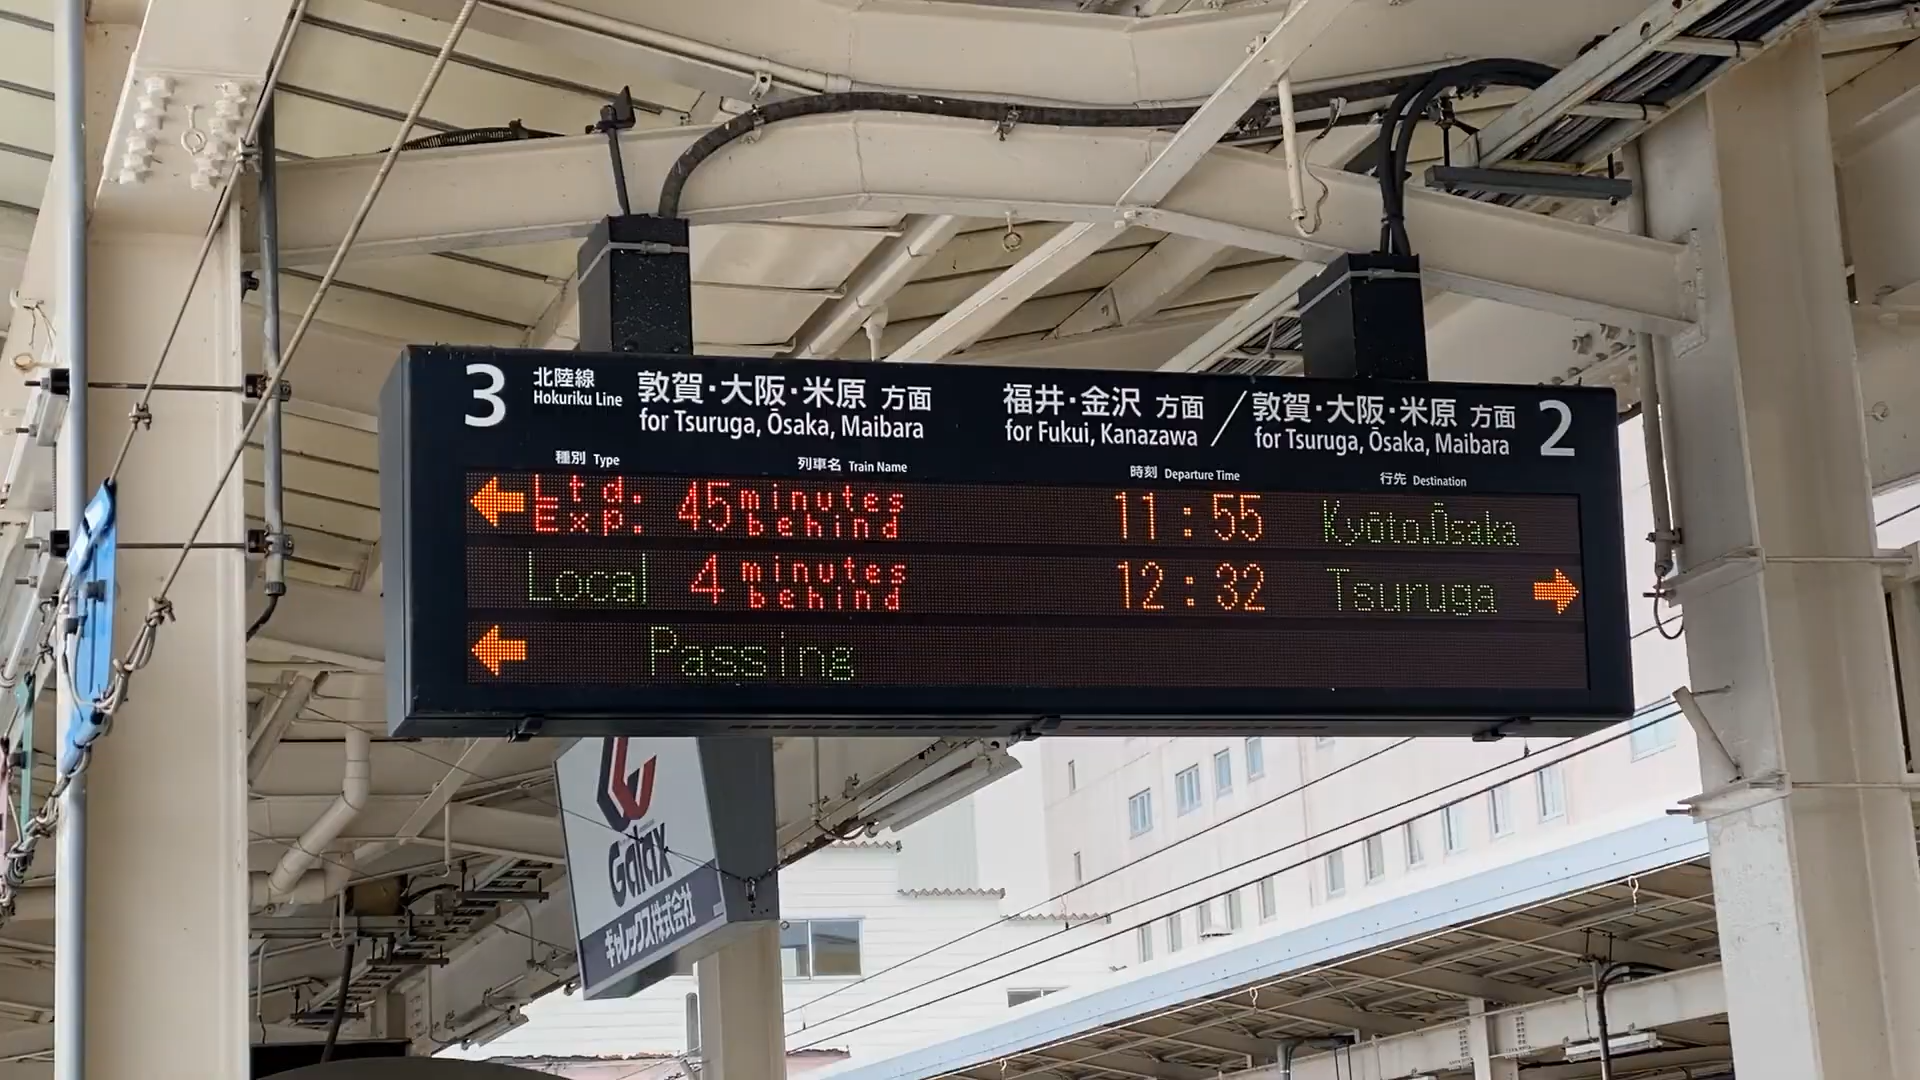 3 北陸線 敦賀・大阪・米原 方面 福井・金沢 方面 / 敦賀・大阪・米原 方面 2
Hokuriku Line for Tsuruga, Ōsaka, Maibara for Fukui, Kanazawa for Tsuruga, Ōsaka, Maibara
種別 Type 列車名 Train Name 時刻 Departure Time 行先 Destination
← Ltd. Exp. 45 minutes behind 11:55 Kyōto.Ōsaka
Local 4 minutes behind 12:32 Tsuruga →
← Passing
Galax
ギャレックス株式会社